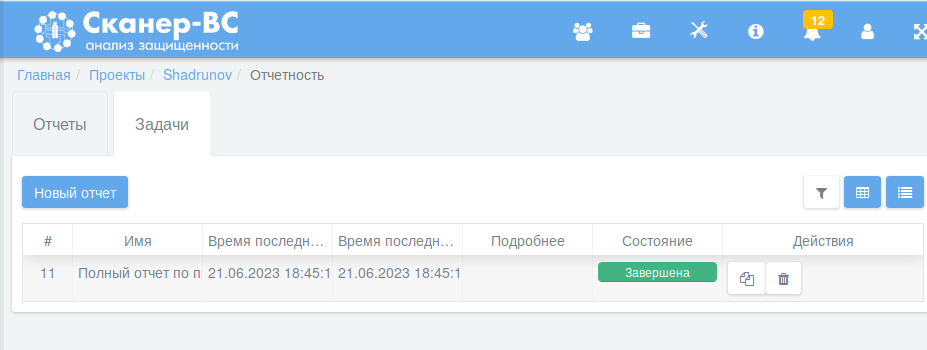 Сканер-ВС
анализ защищенности
12
Главная / Проекты / Shadrunov / Отчетность
Отчеты Задачи
Новый отчет
# Имя Время последн... Время последн... Подробнее Состояние Действия
11 Полный отчет по п 21.06.2023 18:45:1 21.06.2023 18:45:1 Завершена